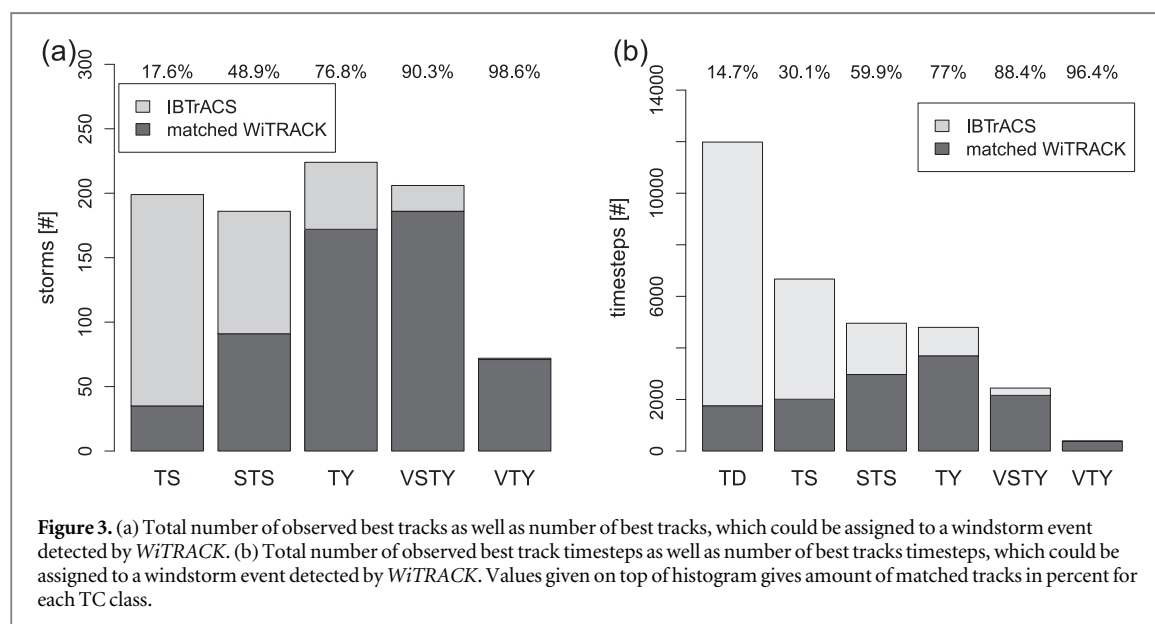 (a)
300
17.6% 48.9% 76.8% 90.3% 98.6%
IBTrACS
matched WiTRACK
250
200
150
100
50
0
storms [#]
TS STS TY VSTY VTY
(b)
14.7% 30.1% 59.9% 77% 88.4% 96.4%
14000
IBTrACS
matched WiTRACK
10000
6000
2000
0
timesteps [#]
TD TS STS TY VSTY VTY
Figure 3. (a) Total number of observed best tracks as well as number of best tracks, which could be assigned to a windstorm event
detected by WiTRACK. (b) Total number of observed best track timesteps as well as number of best tracks timesteps, which could be
assigned to a windstorm event detected by WiTRACK. Values given on top of histogram gives amount of matched tracks in percent for
each TC class.